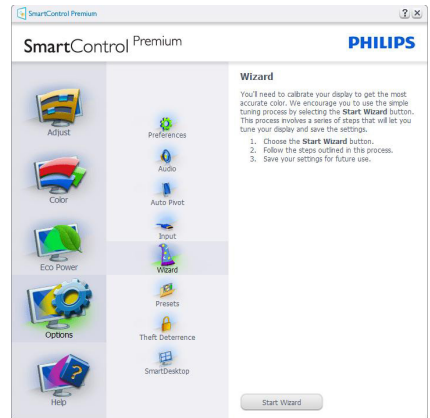 SmartControl Premium
? x
SmartControl Premium
PHILIPS
Adjust
Color
Eco Power
Options
Help
Preferences
Audio
Auto Pivot
Input
Wizard
Presets
Theft Deterrence
SmartDesktop
Wizard
You'll need to calibrate your display to get the most
accurate color. We encourage you to use the simple
tuning process by selecting the Start Wizard button.
This process involves a series of steps that will let you
tune your display and save the settings.
1. Choose the Start Wizard button.
2. Follow the steps outlined in this process.
3. Save your settings for future use.
Start Wizard